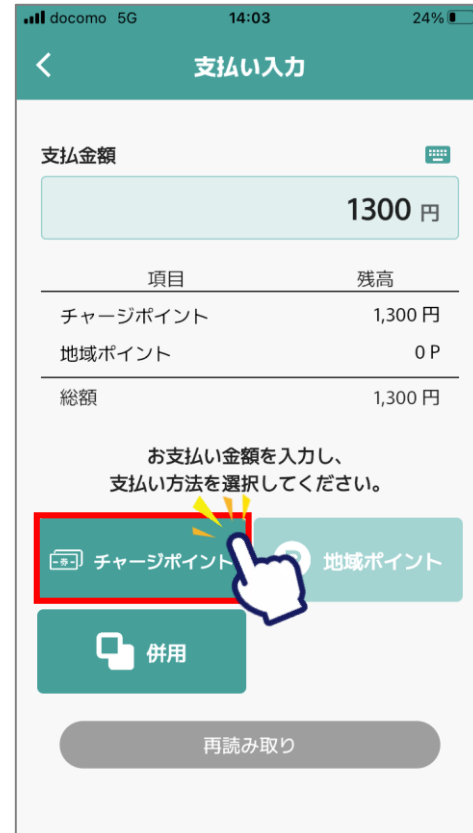 docomo 5G 14:03 24%
支払い入力
支払金額
1300 円
項目 残高
チャージポイント 1,300 円
地域ポイント 0 P
総額 1,300 円
お支払い金額を入力し、
支払い方法を選択してください。
-券- チャージポイント P 地域ポイント
併用
再読み取り